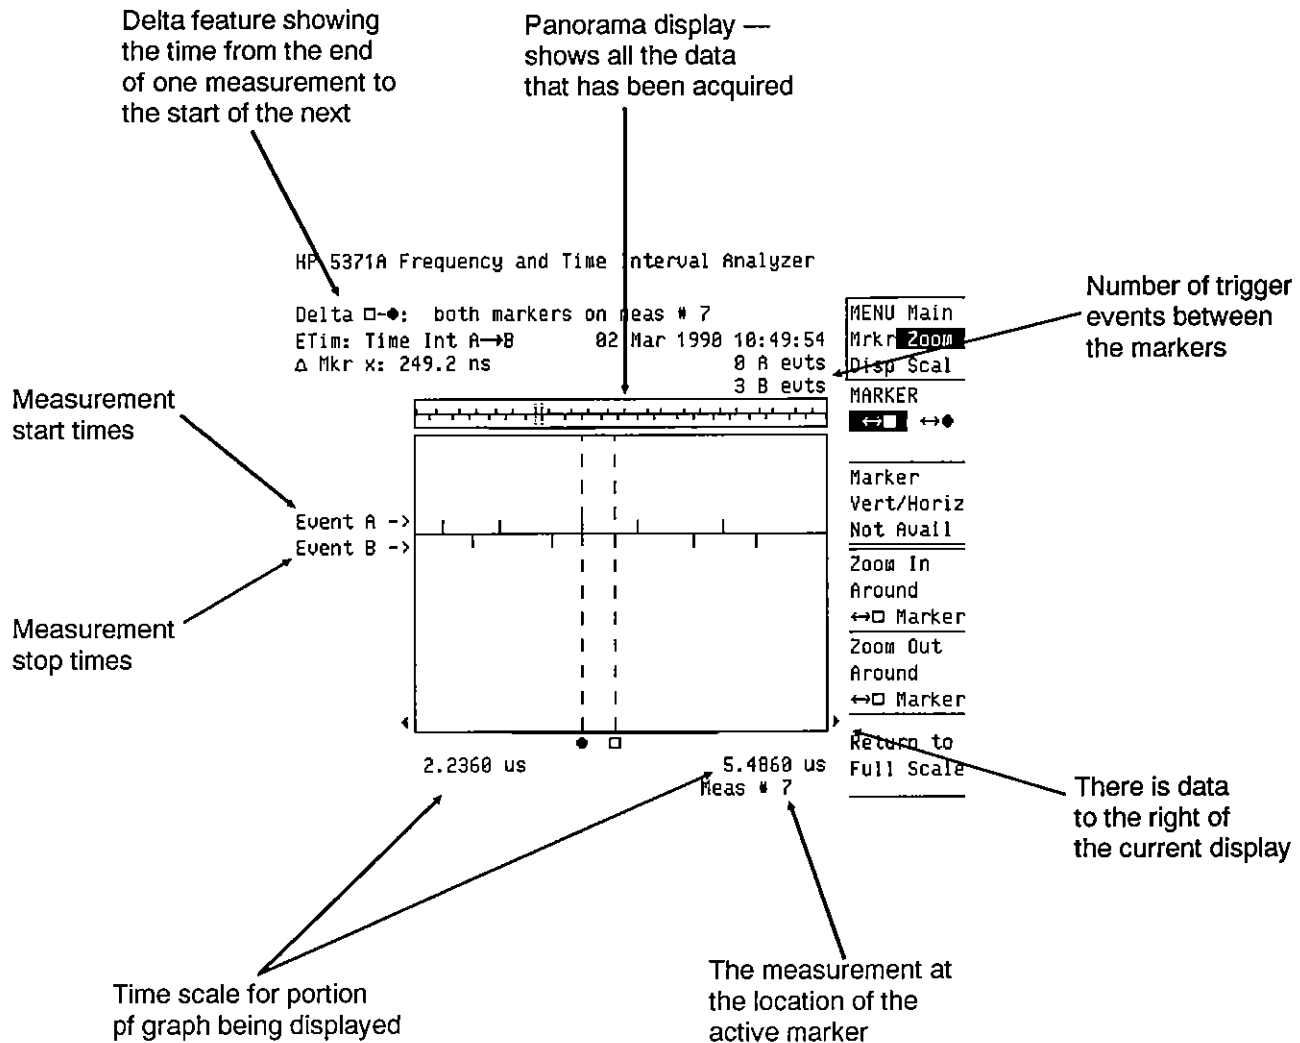 Delta feature showing
the time from the end
of one measurement to
the start of the next
Panorama display —
shows all the data
that has been acquired
HP 5371A Frequency and Time Interval Analyzer
Delta □-●: both markers on meas # 7
ETim: Time Int A→B 02 Mar 1990 10:49:54
Δ Mkr x: 249.2 ns 0 A evts
3 B evts
Number of trigger
events between
the markers
MENU Main
Mrkr Zoom
Disp Scal
MARKER
↔■ ↔●
Marker
Vert/Horiz
Not Avail
Zoom In
Around
↔□ Marker
Zoom Out
Around
↔□ Marker
Return to
Full Scale
Measurement
start times
Event A ->
Event B ->
Measurement
stop times
2.2360 us 5.4860 us
Meas # 7
There is data
to the right of
the current display
Time scale for portion
pf graph being displayed
The measurement at
the location of the
active marker